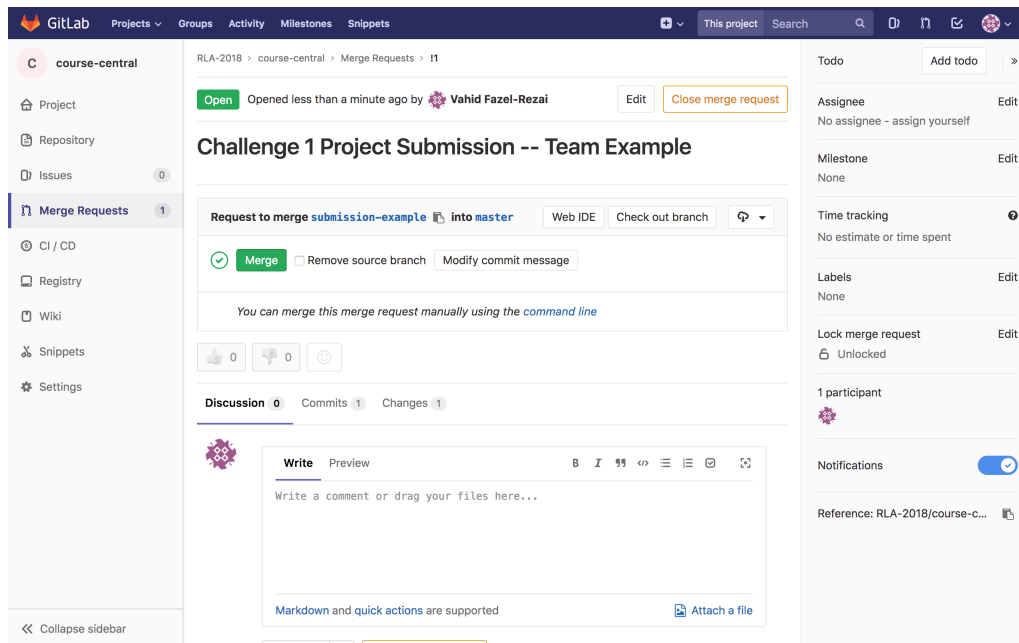 GitLab Projects Groups Activity Milestones Snippets This project Search
C course-central
Project
Repository
Issues 0
Merge Requests 1
CI / CD
Registry
Wiki
Snippets
Settings
Collapse sidebar
RLA-2018 > course-central > Merge Requests > !1
Open Opened less than a minute ago by Vahid Fazel-Rezai Edit Close merge request
Challenge 1 Project Submission -- Team Example
Request to merge submission-example into master Web IDE Check out branch
Merge Remove source branch Modify commit message
You can merge this merge request manually using the command line
0 0
Discussion 0 Commits 1 Changes 1
Write Preview B I
Write a comment or drag your files here...
Markdown and quick actions are supported Attach a file
Todo Add todo »
Assignee Edit
No assignee - assign yourself
Milestone Edit
None
Time tracking
No estimate or time spent
Labels Edit
None
Lock merge request Edit
Unlocked
1 participant
Notifications
Reference: RLA-2018/course-c...